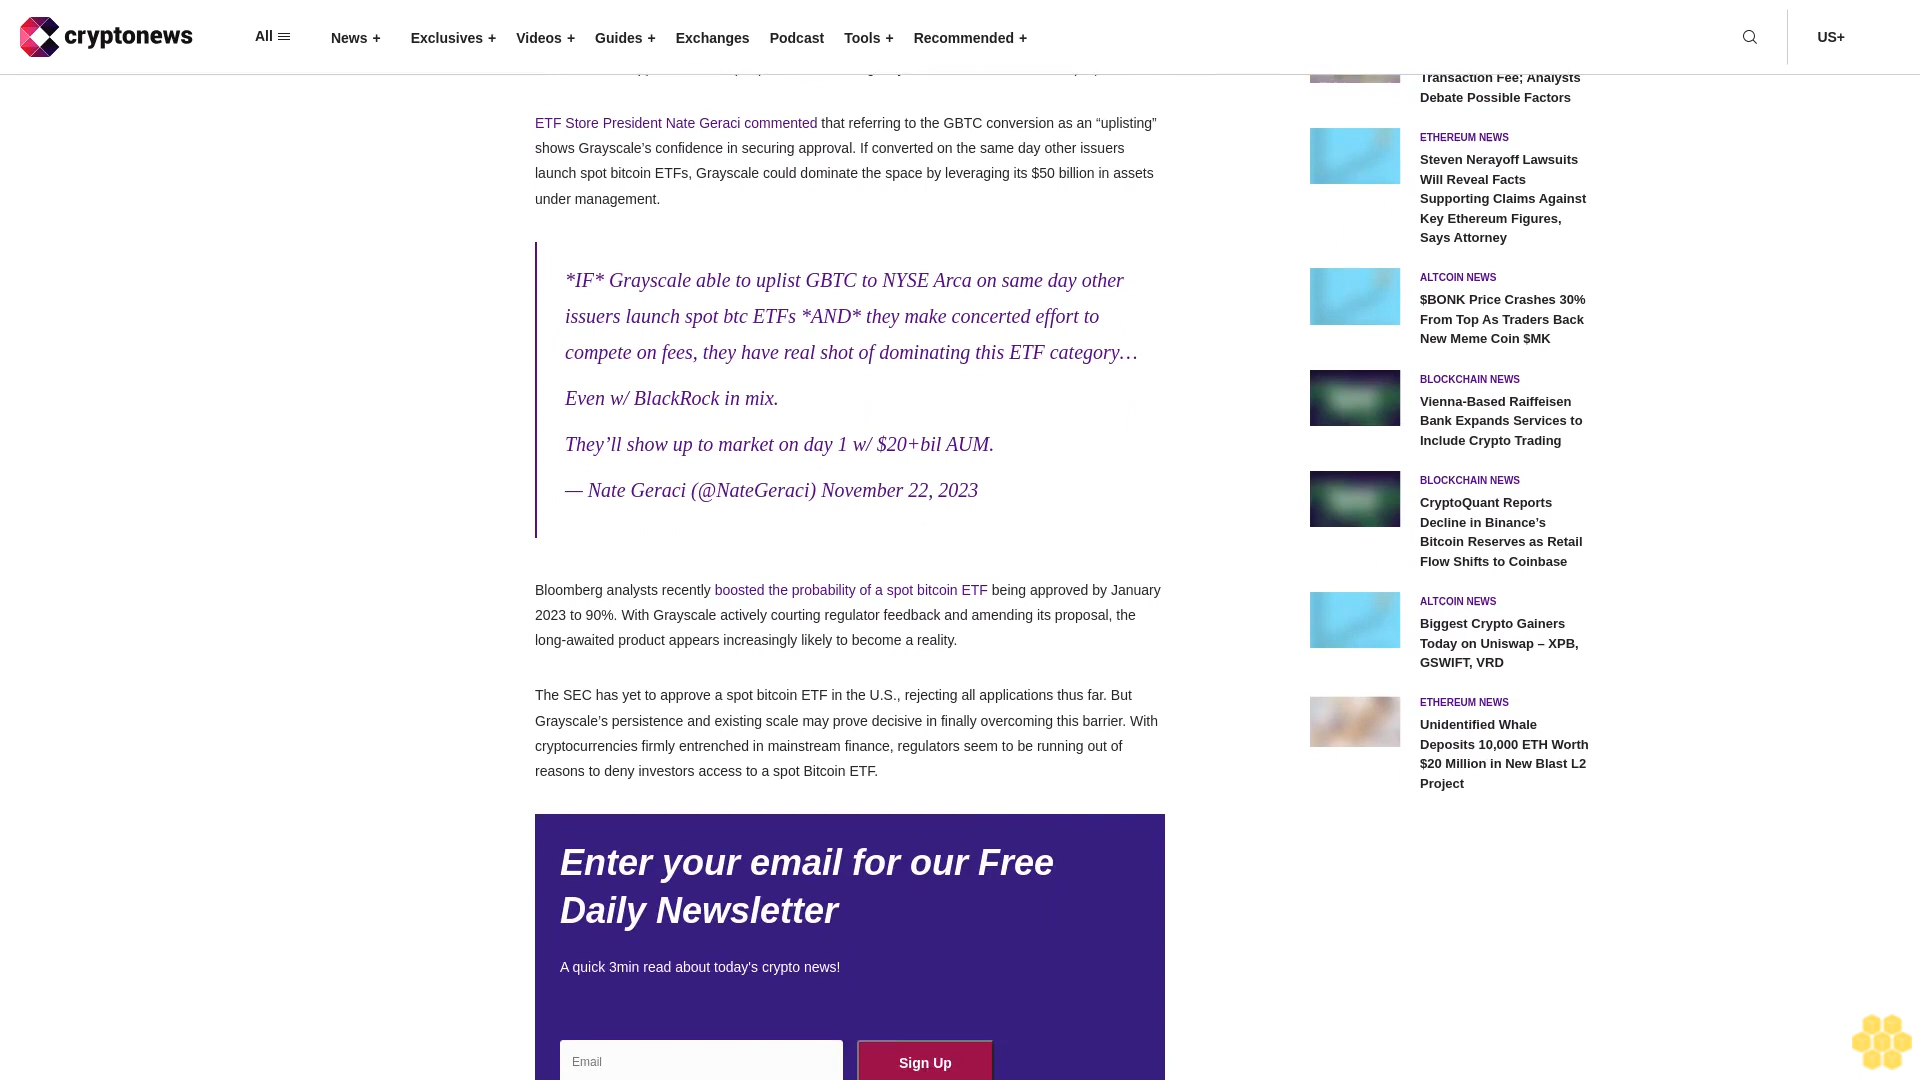 cryptonews
All
News +
Exclusives +
Videos +
Guides +
Exchanges
Podcast
Tools +
Recommended +
US+
ETF Store President Nate Geraci commented that referring to the GBTC conversion as an “uplisting”
shows Grayscale’s confidence in securing approval. If converted on the same day other issuers
launch spot bitcoin ETFs, Grayscale could dominate the space by leveraging its $50 billion in assets
under management.
*IF* Grayscale able to uplist GBTC to NYSE Arca on same day other
issuers launch spot btc ETFs *AND* they make concerted effort to
compete on fees, they have real shot of dominating this ETF category…
Even w/ BlackRock in mix.
They’ll show up to market on day 1 w/ $20+bil AUM.
— Nate Geraci (@NateGeraci) November 22, 2023
Bloomberg analysts recently boosted the probability of a spot bitcoin ETF being approved by January
2023 to 90%. With Grayscale actively courting regulator feedback and amending its proposal, the
long-awaited product appears increasingly likely to become a reality.
The SEC has yet to approve a spot bitcoin ETF in the U.S., rejecting all applications thus far. But
Grayscale’s persistence and existing scale may prove decisive in finally overcoming this barrier. With
cryptocurrencies firmly entrenched in mainstream finance, regulators seem to be running out of
reasons to deny investors access to a spot Bitcoin ETF.
Enter your email for our Free
Daily Newsletter
A quick 3min read about today's crypto news!
Email
Sign Up
Transaction Fee; Analysts
Debate Possible Factors
ETHEREUM NEWS
Steven Nerayoff Lawsuits
Will Reveal Facts
Supporting Claims Against
Key Ethereum Figures,
Says Attorney
ALTCOIN NEWS
$BONK Price Crashes 30%
From Top As Traders Back
New Meme Coin $MK
BLOCKCHAIN NEWS
Vienna-Based Raiffeisen
Bank Expands Services to
Include Crypto Trading
BLOCKCHAIN NEWS
CryptoQuant Reports
Decline in Binance’s
Bitcoin Reserves as Retail
Flow Shifts to Coinbase
ALTCOIN NEWS
Biggest Crypto Gainers
Today on Uniswap – XPB,
GSWIFT, VRD
ETHEREUM NEWS
Unidentified Whale
Deposits 10,000 ETH Worth
$20 Million in New Blast L2
Project